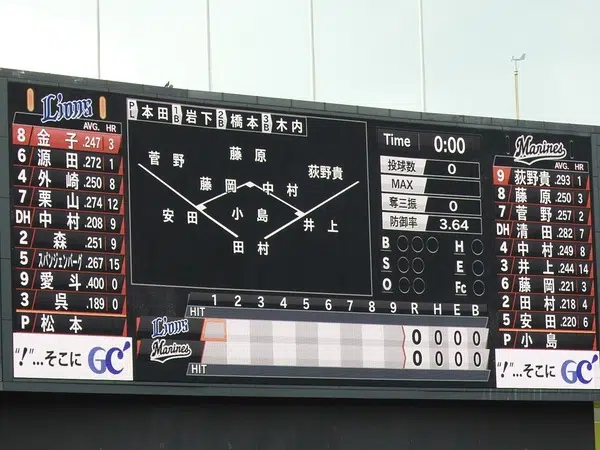 Lions
AVG. HR
8 金子 .247 3
6 源田 .272 1
4 外崎 .250 8
7 栗山 .274 12
DH 中村 .208 9
2 森 .251 9
5 スパンジェンバーグ .267 15
9 愛斗 .400 0
3 呉 .189 0
P 松本
"!"...そこに GC'
PL 本田 1B 岩下 2B 橋本 3B 木内
菅野 藤原 荻野貴
藤岡 中村
安田 小島 井上
田村
Time 0:00
投球数 0
MAX
奪三振 0
防御率 3.64
B H
S E
O Fc
HIT 1 2 3 4 5 6 7 8 9 R H E B
Lions 0 0 0 0
Marines 0 0 0 0
HIT
Marines
AVG. HR
9 荻野貴 .293 1
8 藤原 .250 3
7 菅野 .257 2
DH 清田 .282 7
4 中村 .249 8
3 井上 .244 14
6 藤岡 .221 3
2 田村 .218 4
5 安田 .220 6
P 小島
"!"...そこに GC'